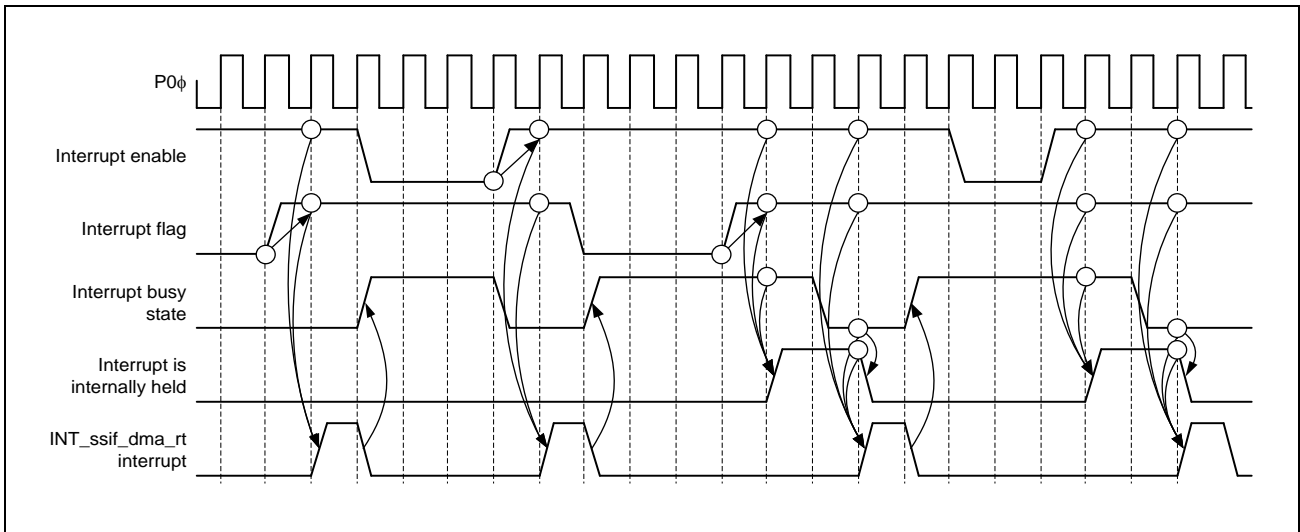 P0ϕ
Interrupt enable
Interrupt flag
Interrupt busy
state
Interrupt is
internally held
INT_ssif_dma_rt
interrupt